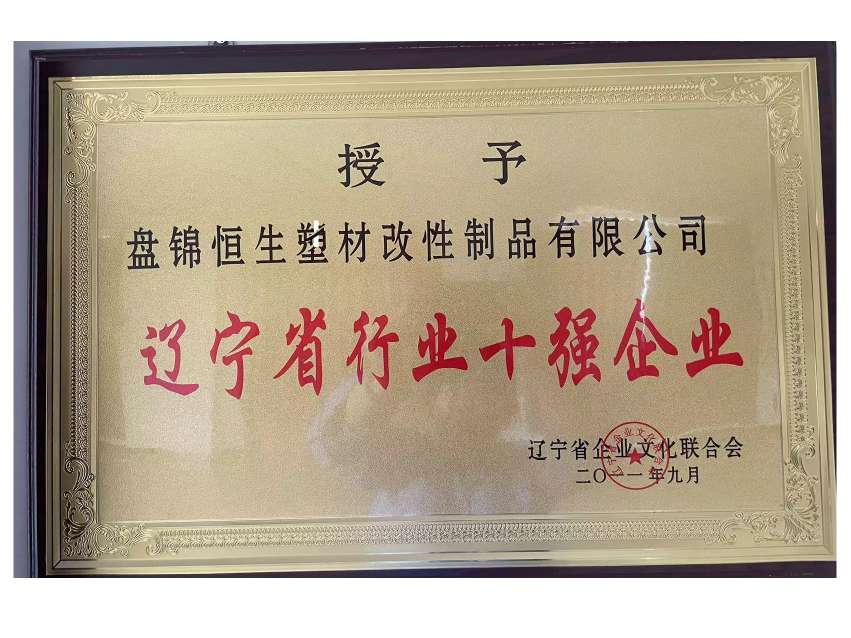 授予
盘锦恒生塑材改性制品有限公司
辽宁省行业十强企业
辽宁省企业文化联合会
二〇一一年九月